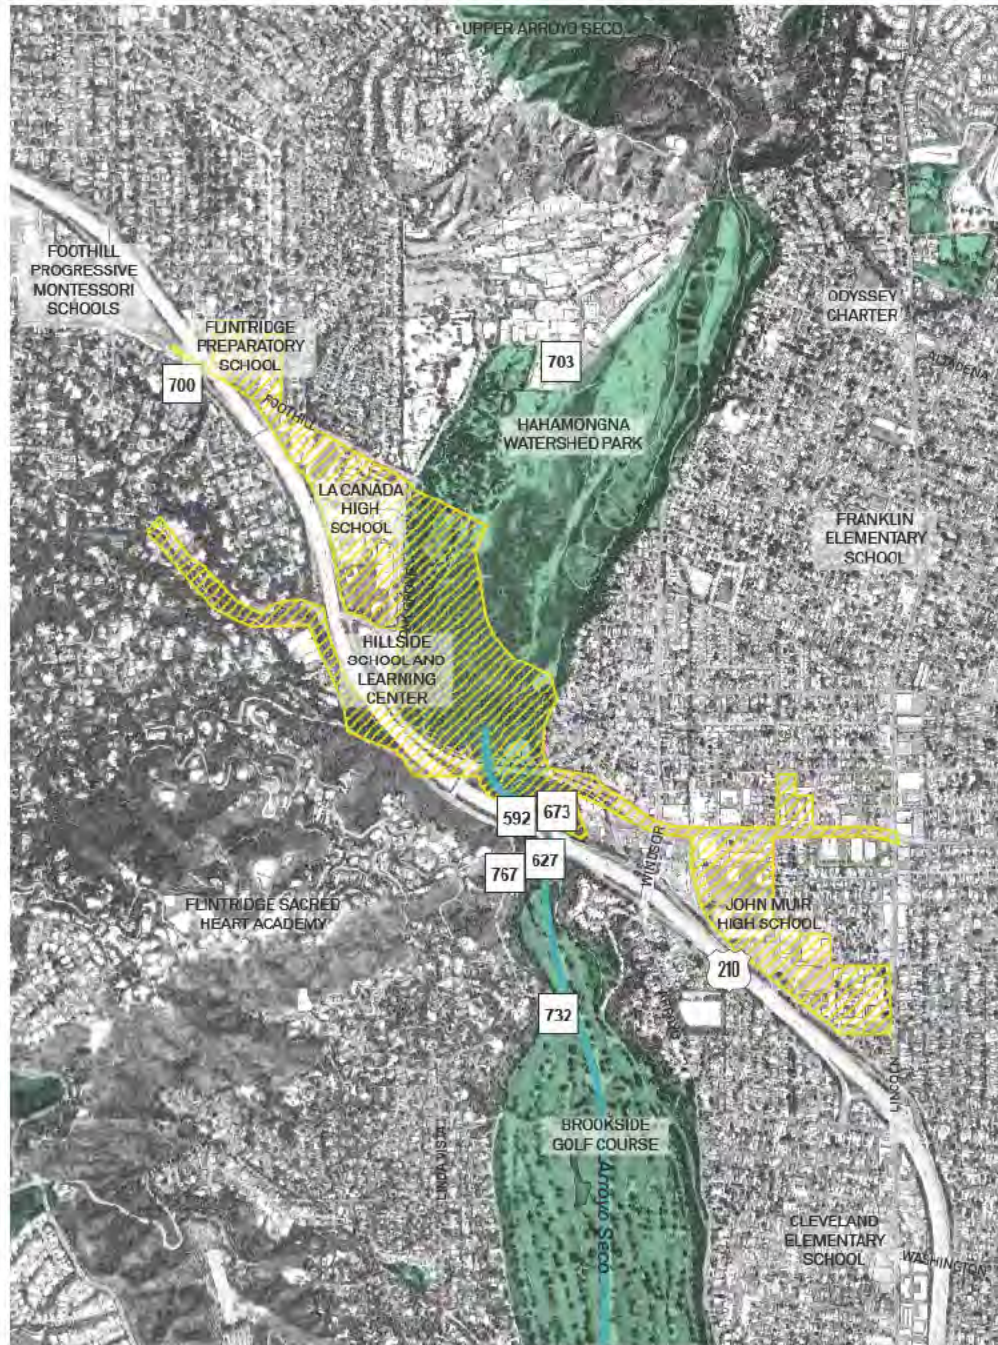 UPPER ARROYO SECO
FOOTHILL
PROGRESSIVE
MONTESSORI
SCHOOLS
ODYSSEY
CHARTER
FLINTRIDGE
PREPARATORY
SCHOOL
703
700
FOOTHILL
HAHAMONGNA
WATERSHED PARK
LA CANADA
HIGH
SCHOOL
FRANKLIN
ELEMENTARY
SCHOOL
HILLSIDE
SCHOOL AND
LEARNING
CENTER
592
673
627
767
WINDSOR
FLINTRIDGE SACRED
HEART ACADEMY
JOHN MUIR
HIGH SCHOOL
210
732
LINCOLN
BROOKSIDE
GOLF COURSE
LINDA VISTA
Arroyo Seco
CLEVELAND
ELEMENTARY
SCHOOL
WASHINGTON